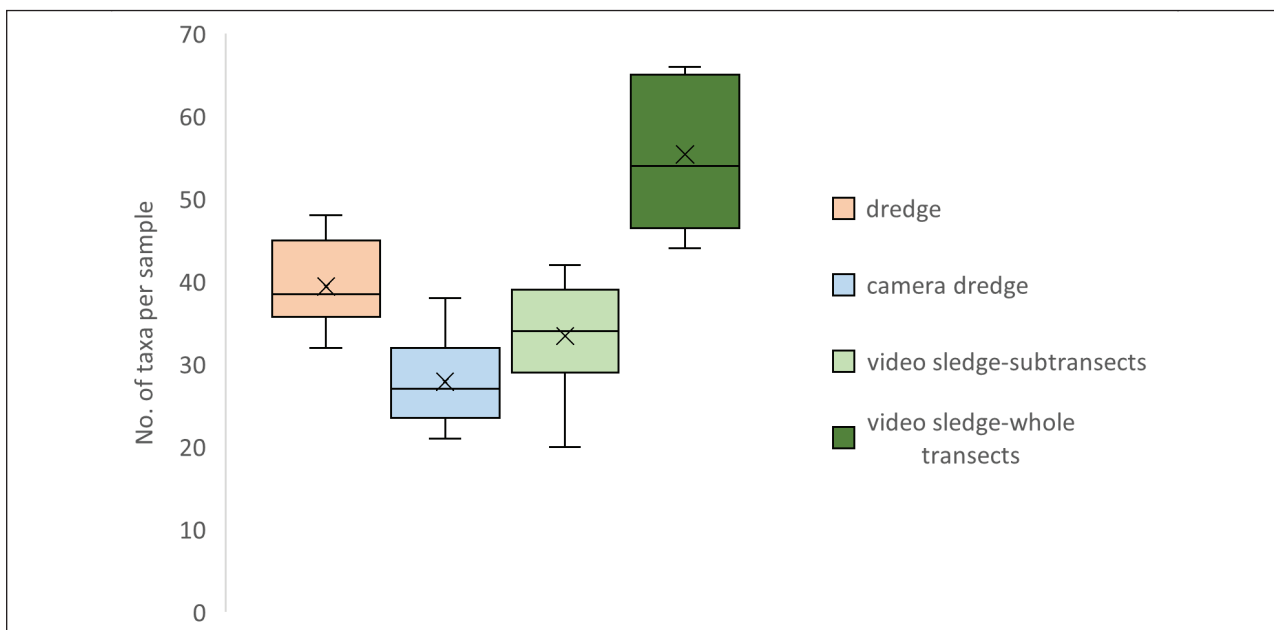 70
60
50
40
30
20
10
0
No. of taxa per sample
dredge
camera dredge
video sledge-subtransects
video sledge-whole
transects